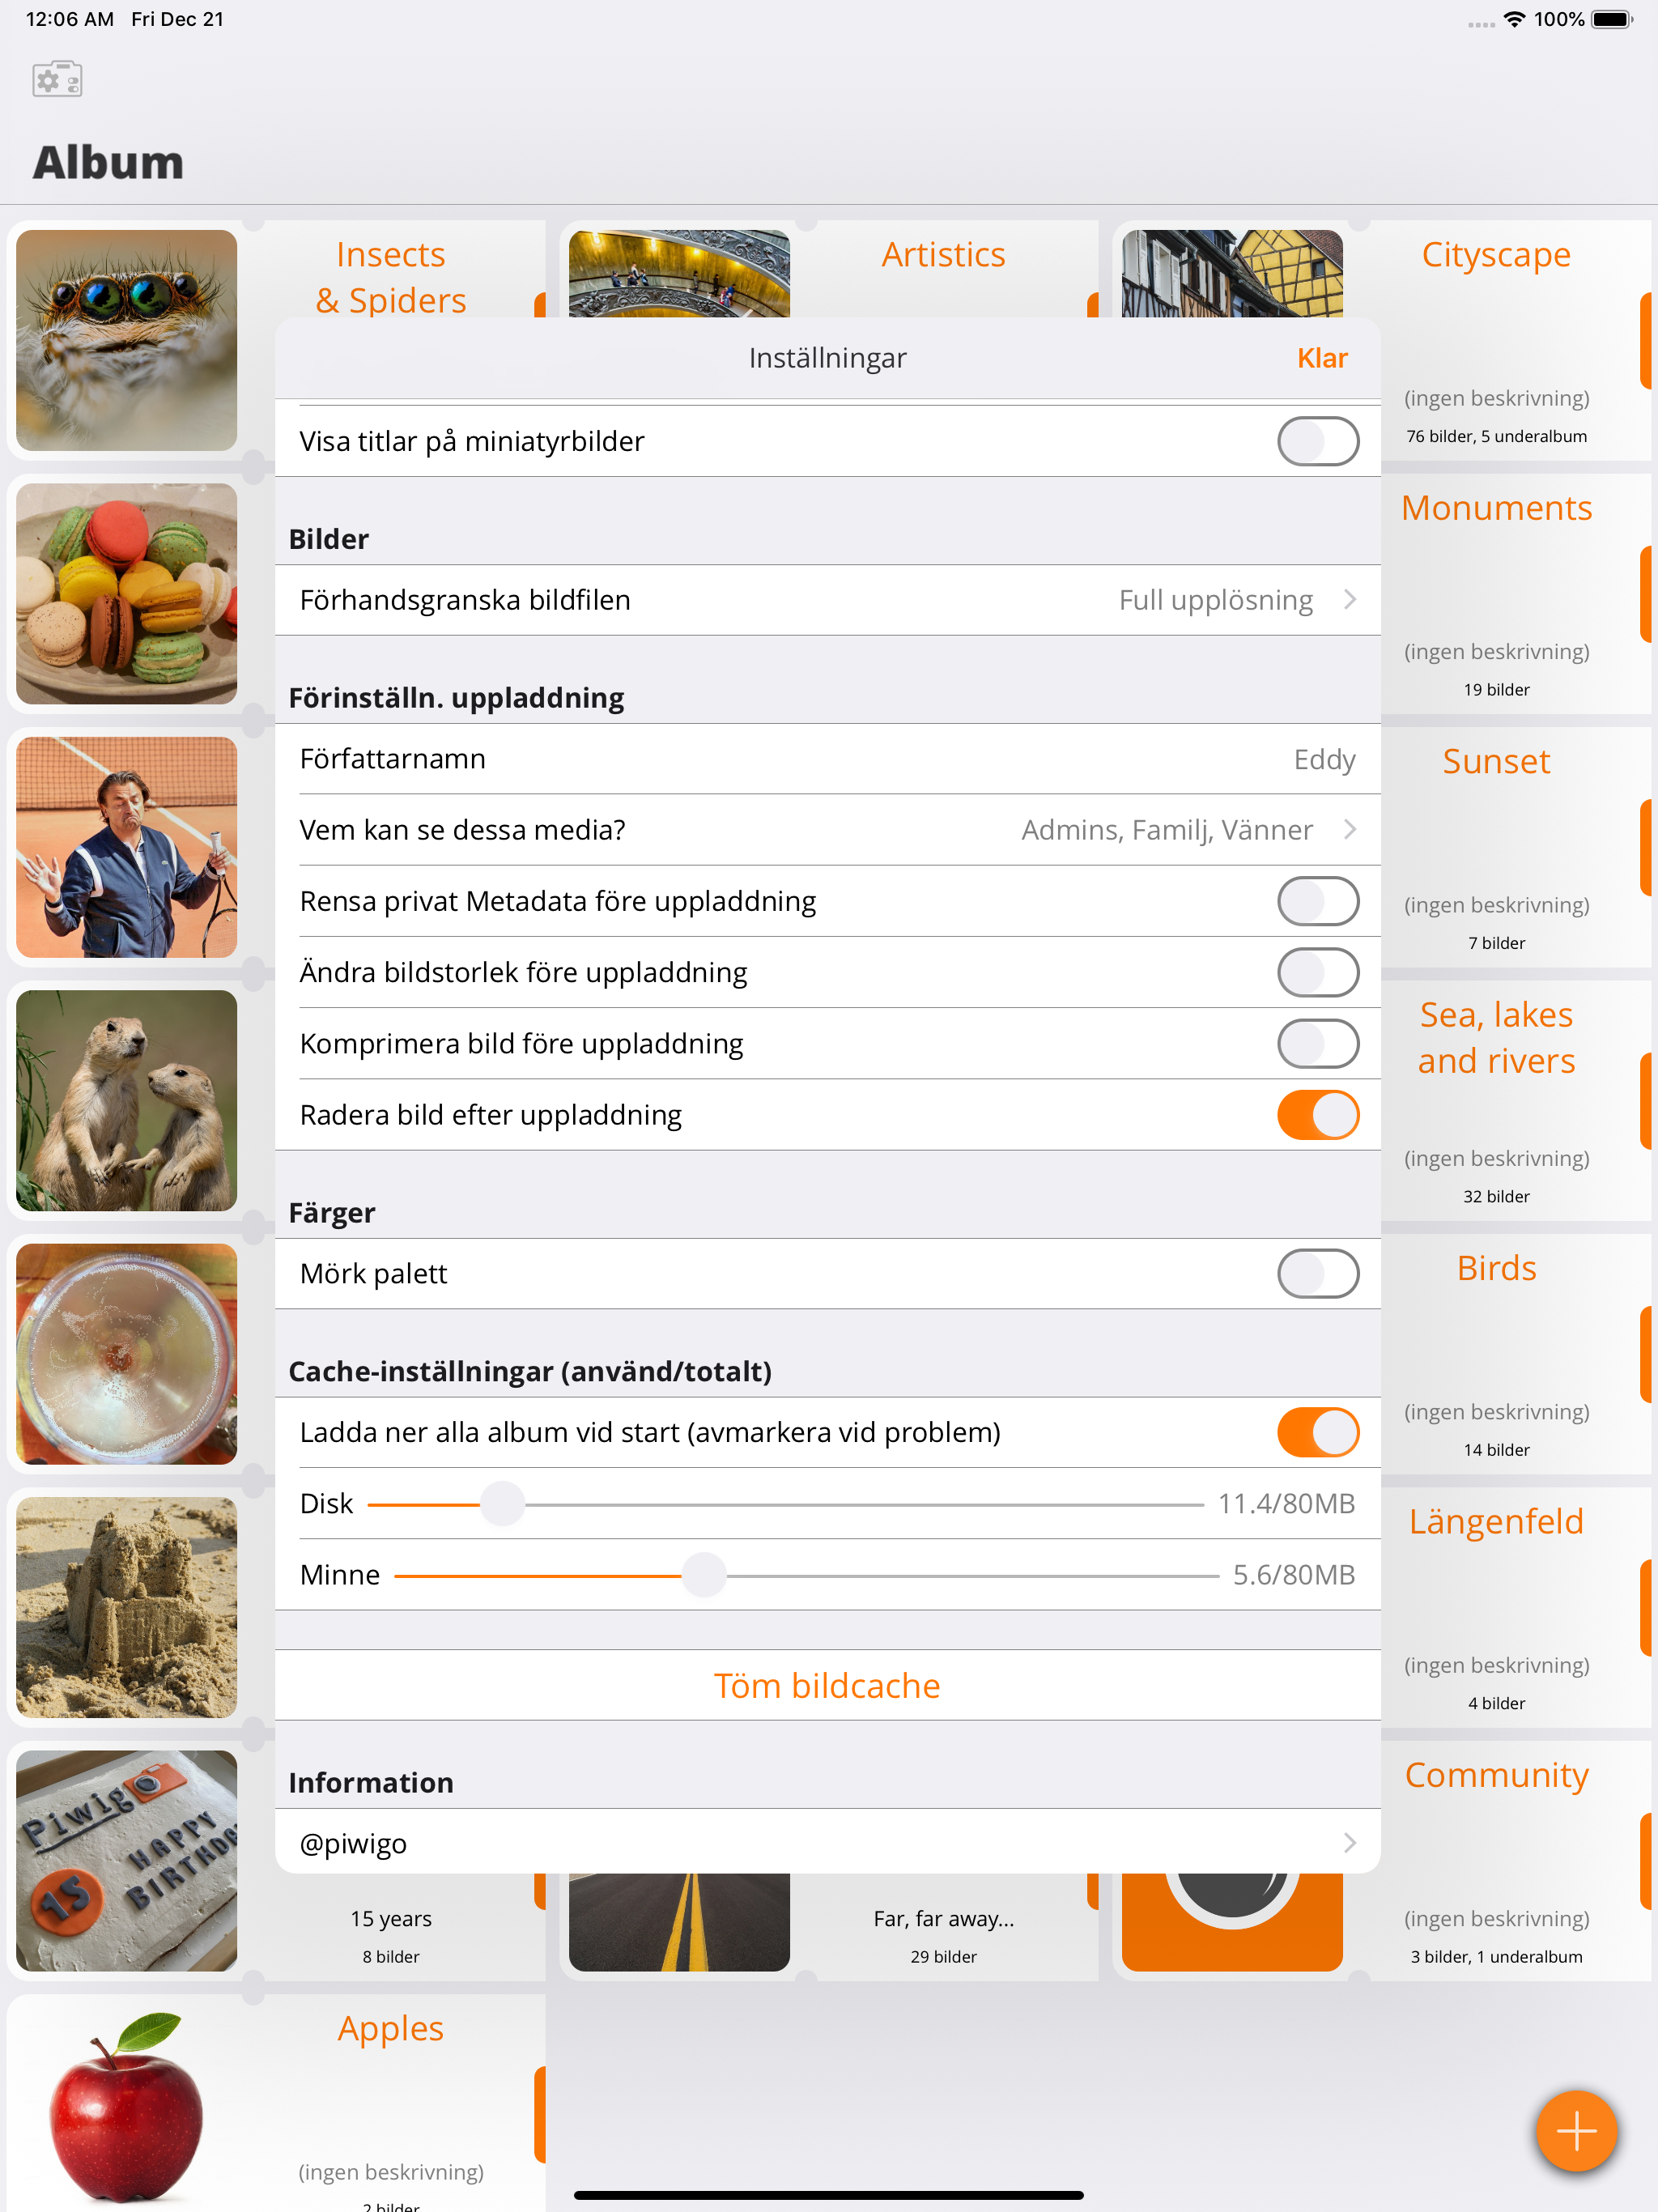 12:06 AM Fri Dec 21
100%
Album
Insects
& Spiders
Artistics
Cityscape
(ingen beskrivning)
76 bilder, 5 underalbum
Inställningar
Klar
Visa titlar på miniatyrbilder
Bilder
Förhandsgranska bildfilen
Full upplösning
Förinställn. uppladdning
Författarnamn
Eddy
Vem kan se dessa media?
Admins, Familj, Vänner
Rensa privat Metadata före uppladdning
Ändra bildstorlek före uppladdning
Komprimera bild före uppladdning
Radera bild efter uppladdning
Färger
Mörk palett
Cache-inställningar (använd/totalt)
Ladda ner alla album vid start (avmarkera vid problem)
Disk
11.4/80MB
Minne
5.6/80MB
Töm bildcache
Information
@piwigo
Monuments
(ingen beskrivning)
19 bilder
Sunset
(ingen beskrivning)
7 bilder
Sea, lakes
and rivers
(ingen beskrivning)
32 bilder
Birds
(ingen beskrivning)
14 bilder
Längenfeld
(ingen beskrivning)
4 bilder
Piwigo
HAPPY
15
15 years
8 bilder
Far, far away...
29 bilder
Community
(ingen beskrivning)
3 bilder, 1 underalbum
Apples
(ingen beskrivning)
2 bilder